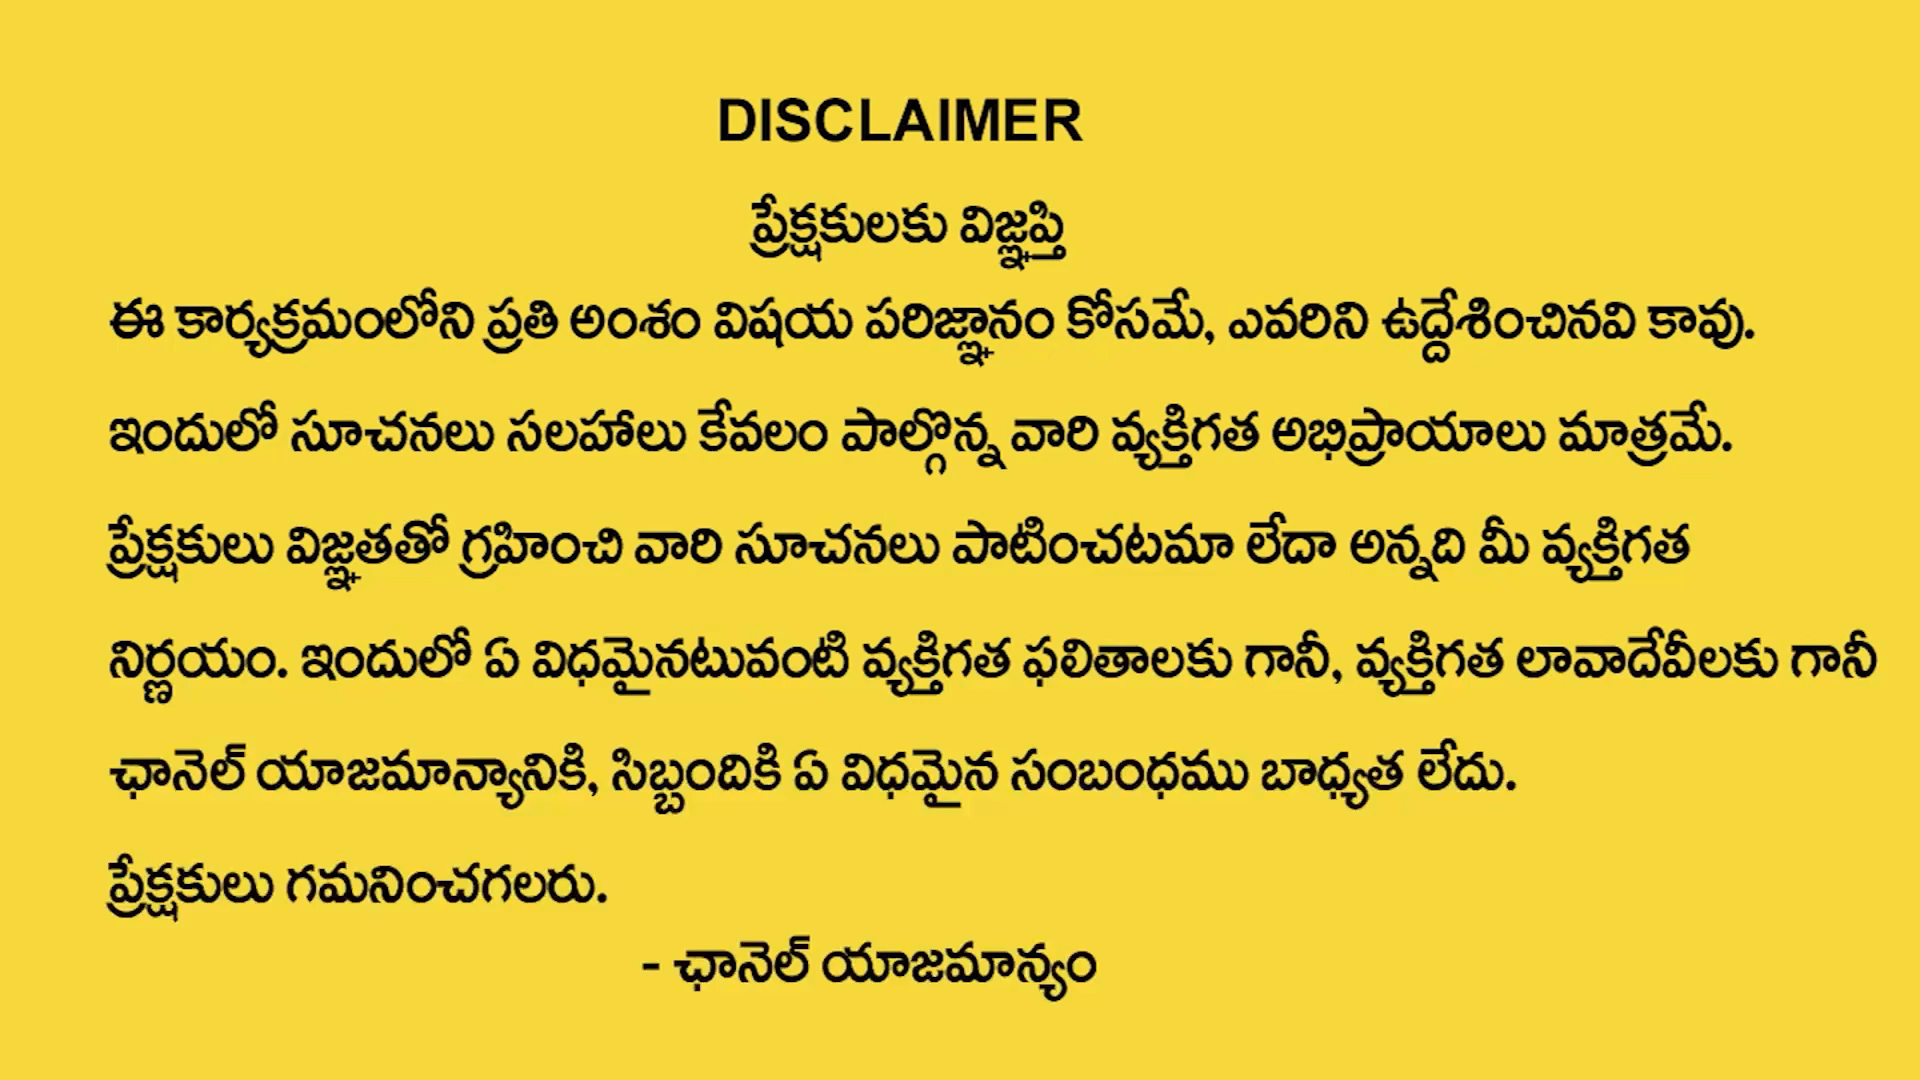 DISCLAIMER
ప్రేక్షకులకు విజ్ఞప్తి
ఈ కార్యక్రమంలోని ప్రతి అంశం విషయ పరిజ్ఞానం కోసమే, ఎవరిని ఉద్దేశించినవి కావు.
ఇందులో సూచనలు సలహాలు కేవలం పాల్గొన్న వారి వ్యక్తిగత అభిప్రాయాలు మాత్రమే.
ప్రేక్షకులు విజ్ఞతతో గ్రహించి వారి సూచనలు పాటించటమా లేదా అన్నది మీ వ్యక్తిగత
నిర్ణయం. ఇందులో ఏ విధమైనటువంటి వ్యక్తిగత ఫలితాలకు గానీ, వ్యక్తిగత లావాదేవీలకు గానీ
ఛానెల్ యాజమాన్యానికి, సిబ్బందికి ఏ విధమైన సంబంధము బాధ్యత లేదు.
ప్రేక్షకులు గమనించగలరు.
- ఛానెల్ యాజమాన్యం